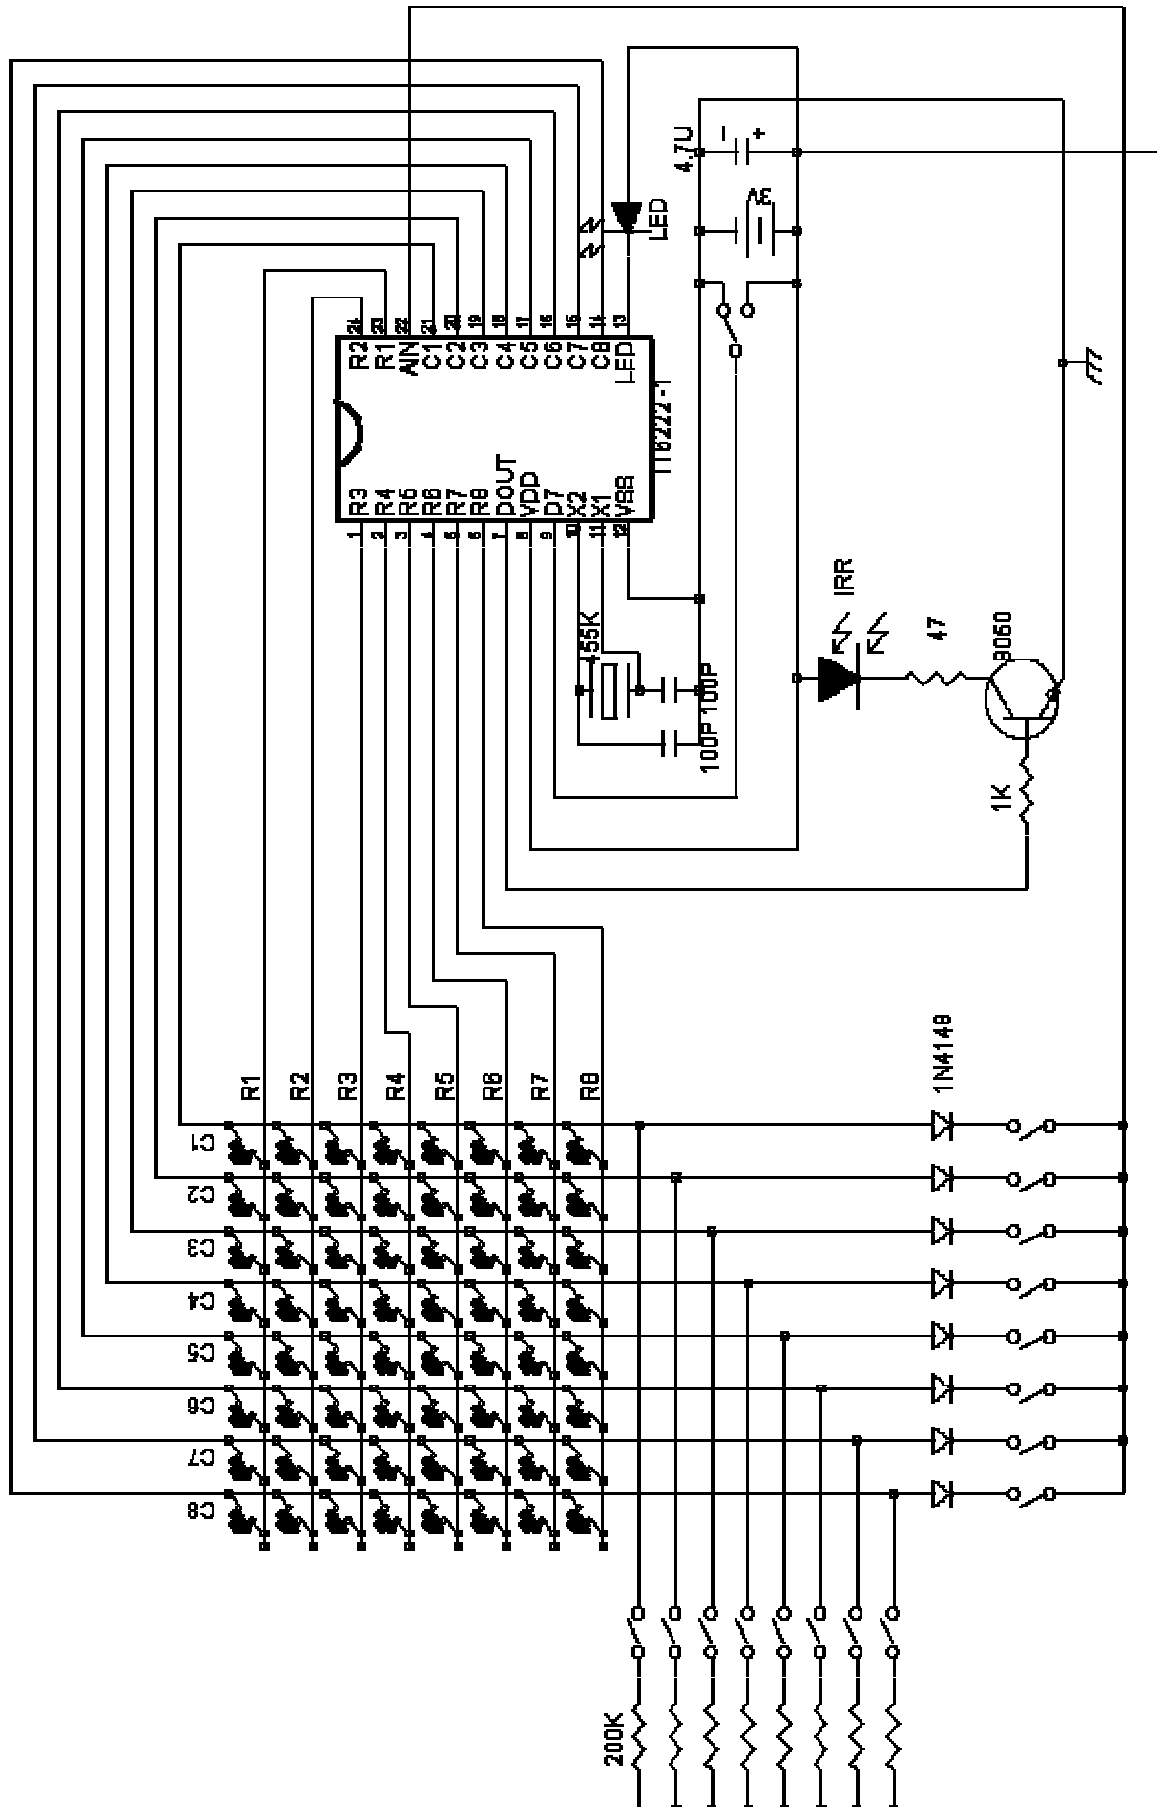 4.7U
-
+
3V
LED
24
23
22
21
20
19
18
17
16
15
14
13
R2
R1
AIN
C1
C2
C3
C4
C5
C6
C7
C8
LED
R3
R4
R5
R6
R7
R8
DOUT
VDD
D7
X2
X1
VSS
1
2
3
4
5
6
7
8
9
10
11
12
455K
100P
100P
IRR
47
1K
R1
R2
R3
R4
R5
R6
R7
R8
1N4148
C1
C2
C3
C4
C5
C6
C7
C8
200K